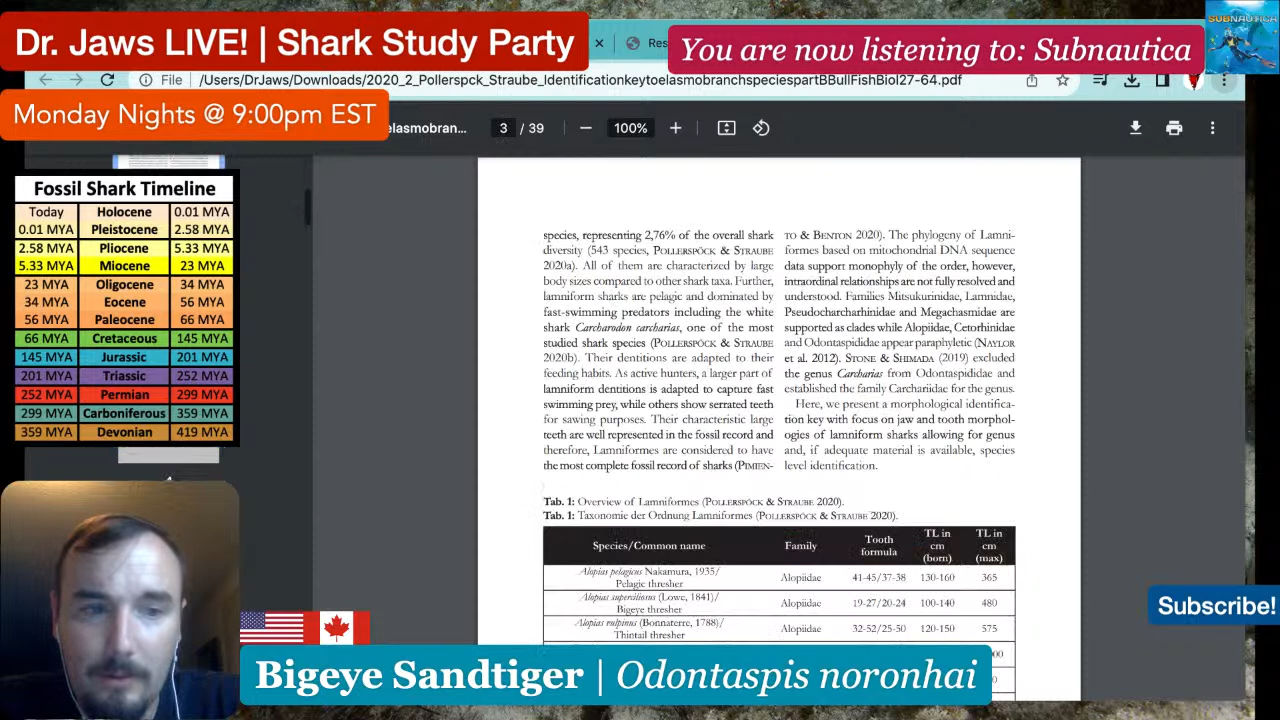 Dr. Jaws LIVE! | Shark Study Party
You are now listening to: Subnautica
SUBNAUTICA
Res
File
/Users/DrJaws/Downloads/2020_2_Pollerspck_Straube_IdentificationkeytoelasmobranchspeciespartBBullFishBiol27-64.pdf
Monday Nights @ 9:00pm EST
elasmobran...
3 / 39
100%
Fossil Shark Timeline
Today Holocene 0.01 MYA
0.01 MYA Pleistocene 2.58 MYA
2.58 MYA Pliocene 5.33 MYA
5.33 MYA Miocene 23 MYA
23 MYA Oligocene 34 MYA
34 MYA Eocene 56 MYA
56 MYA Paleocene 66 MYA
66 MYA Cretaceous 145 MYA
145 MYA Jurassic 201 MYA
201 MYA Triassic 252 MYA
252 MYA Permian 299 MYA
299 MYA Carboniferous 359 MYA
359 MYA Devonian 419 MYA
species, representing 2,76% of the overall shark
diversity (543 species, POLLERSPÖCK & STRAUBE
2020a). All of them are characterized by large
body sizes compared to other shark taxa. Further,
lamniform sharks are pelagic and dominated by
fast-swimming predators including the white
shark Carcharodon carcharias, one of the most
studied shark species (POLLERSPÖCK & STRAUBE
2020b). Their dentitions are adapted to their
feeding habits. As active hunters, a larger part of
lamniform dentitions is adapted to capture fast
swimming prey, while others show serrated teeth
for sawing purposes. Their characteristic large
teeth are well represented in the fossil record and
therefore, Lamniformes are considered to have
the most complete fossil record of sharks (PIMIEN-
TO & BENTON 2020). The phylogeny of Lamni-
formes based on mitochondrial DNA sequence
data support monophyly of the order, however,
intraordinal relationships are not fully resolved and
understood. Families Mitsukurinidae, Lamnidae,
Pseudocharcharhinidae and Megachasmidae are
supported as clades while Alopiidae, Cetorhinidae
and Odontaspididae appear paraphyletic (NAYLOR
et al. 2012). STONE & SHIMADA (2019) excluded
the genus Carcharias from Odontaspididae and
established the family Carchariidae for the genus.
Here, we present a morphological identifica-
tion key with focus on jaw and tooth morphol-
ogies of lamniform sharks allowing for genus
and, if adequate material is available, species
level identification.
Tab. 1: Overview of Lamniformes (POLLERSPÖCK & STRAUBE 2020).
Tab. 1: Taxonomie der Ordnung Lamniformes (POLLERSPÖCK & STRAUBE 2020).
Species/Common name Family Tooth formula TL in cm (born) TL in cm (max)
Alopias pelagicus Nakamura, 1935/
Pelagic thresher Alopiidae 41-45/37-38 130-160 365
Alopias superciliosus (Lowe, 1841)/
Bigeye thresher Alopiidae 19-27/20-24 100-140 480
Alopias vulpinus (Bonnaterre, 1788)/
Thintail thresher Alopiidae 32-52/25-50 120-150 575
Subscribe!
Bigeye Sandtiger | Odontaspis noronhai